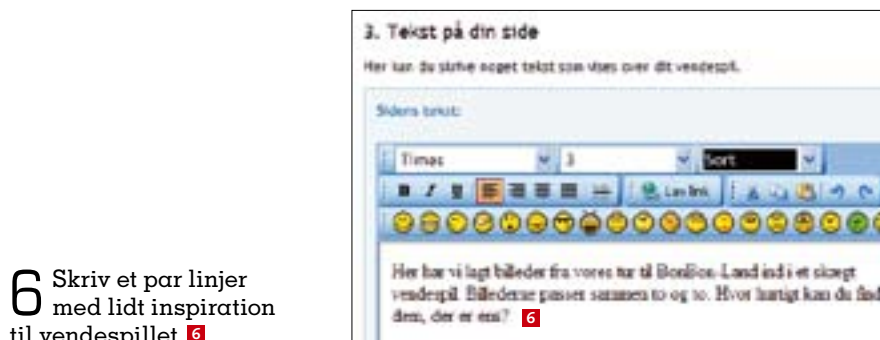 6 Skriv et par linjer
med lidt inspiration
til vendespillet 6
3. Tekst på din side
Her kan du skrive noget tekst som vises over dit vendespil.
Sidens tekst:
Times 3 Sort
Lav link
Her har vi lagt billeder fra vores tur til BonBon-Land ind i et skægt
vendespil. Billederne passer sammen to og to. Hvor hurtigt kan du find
dem, der er ens? 6